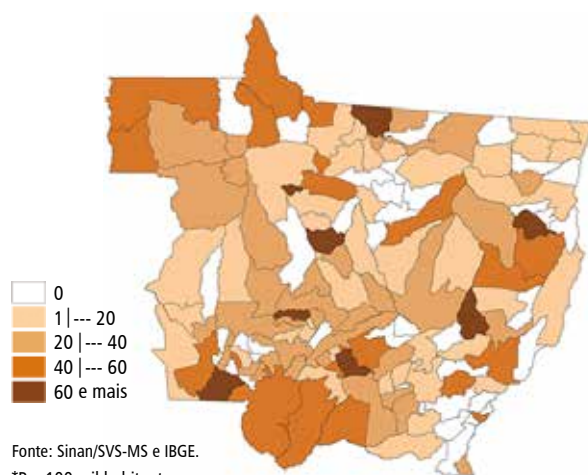 0
1 |--- 20
20 |--- 40
40 |--- 60
60 e mais
Fonte: Sinan/SVS-MS e IBGE.